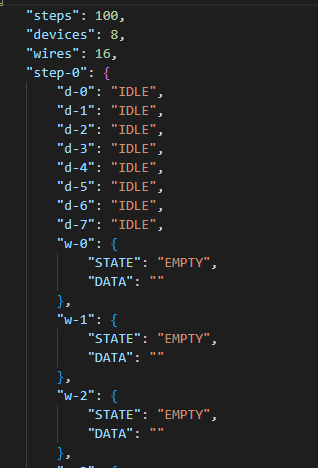 "steps": 100,
"devices": 8,
"wires": 16,
"step-0": {
"d-0": "IDLE",
"d-1": "IDLE",
"d-2": "IDLE",
"d-3": "IDLE",
"d-4": "IDLE",
"d-5": "IDLE",
"d-6": "IDLE",
"d-7": "IDLE",
"w-0": {
"STATE": "EMPTY",
"DATA": ""
},
"w-1": {
"STATE": "EMPTY",
"DATA": ""
},
"w-2": {
"STATE": "EMPTY",
"DATA": ""
},